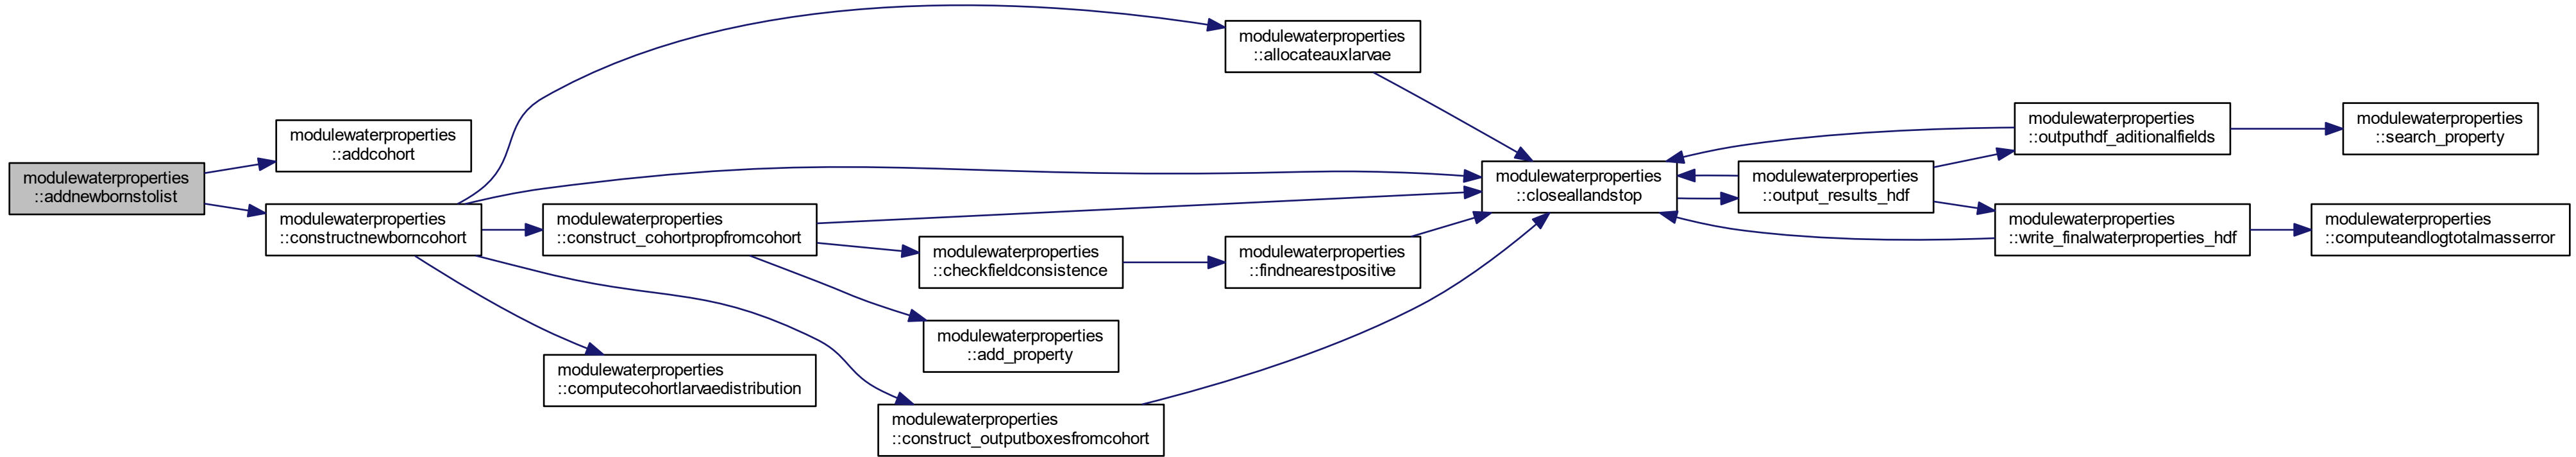 modulewaterproperties
::addnewbornstolist
modulewaterproperties
::addcohort
modulewaterproperties
::constructnewborncohort
modulewaterproperties
::construct_cohortpropfromcohort
modulewaterproperties
::computecohortlarvaedistribution
modulewaterproperties
::checkfieldconsistence
modulewaterproperties
::add_property
modulewaterproperties
::construct_outputboxesfromcohort
modulewaterproperties
::allocateauxlarvae
modulewaterproperties
::findnearestpositive
modulewaterproperties
::closeallandstop
modulewaterproperties
::output_results_hdf
modulewaterproperties
::outputhdf_aditionalfields
modulewaterproperties
::write_finalwaterproperties_hdf
modulewaterproperties
::search_property
modulewaterproperties
::computeandlogtotalmasserror